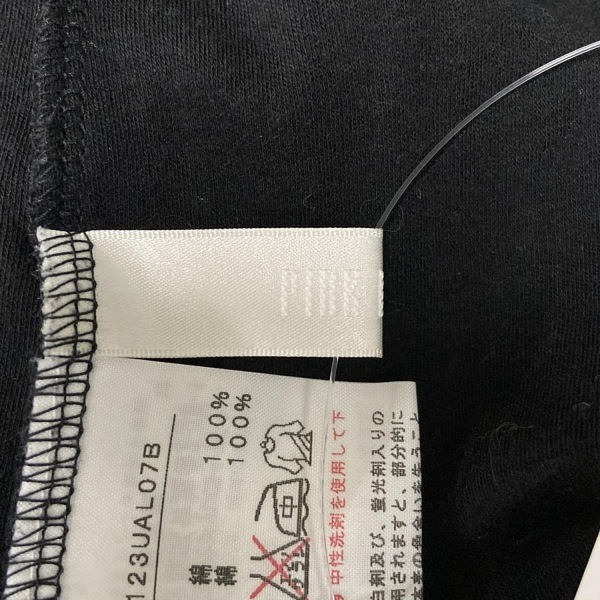 123UAL07B
綿 100%
綿 100%
中
中性洗剤を使用して下
白剤及び、蛍光剤入りの
用されますと、部分的に